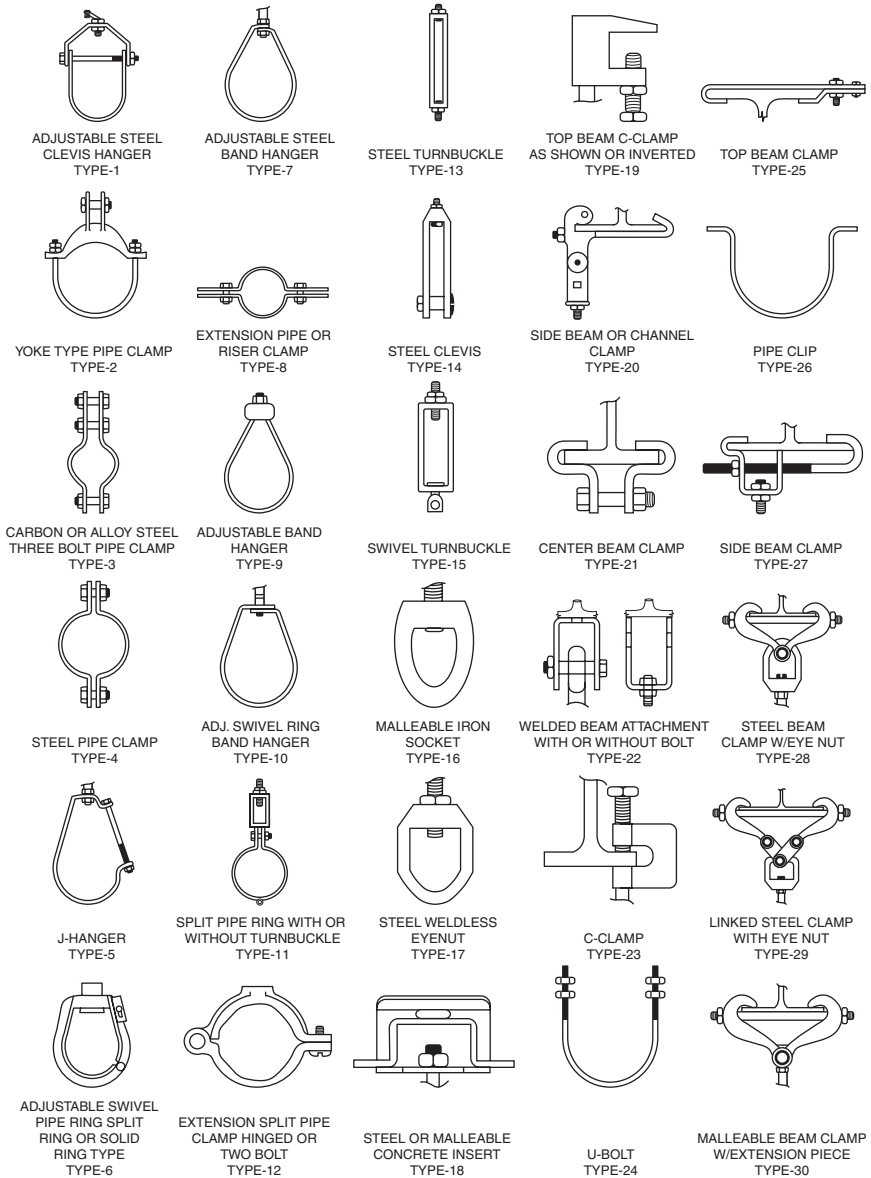 ADJUSTABLE STEEL
CLEVIS HANGER
TYPE-1
ADJUSTABLE STEEL
BAND HANGER
TYPE-7
STEEL TURNBUCKLE
TYPE-13
TOP BEAM C-CLAMP
AS SHOWN OR INVERTED
TYPE-19
TOP BEAM CLAMP
TYPE-25
YOKE TYPE PIPE CLAMP
TYPE-2
EXTENSION PIPE OR
RISER CLAMP
TYPE-8
STEEL CLEVIS
TYPE-14
SIDE BEAM OR CHANNEL
CLAMP
TYPE-20
PIPE CLIP
TYPE-26
CARBON OR ALLOY STEEL
THREE BOLT PIPE CLAMP
TYPE-3
ADJUSTABLE BAND
HANGER
TYPE-9
SWIVEL TURNBUCKLE
TYPE-15
CENTER BEAM CLAMP
TYPE-21
SIDE BEAM CLAMP
TYPE-27
STEEL PIPE CLAMP
TYPE-4
ADJ. SWIVEL RING
BAND HANGER
TYPE-10
MALLEABLE IRON
SOCKET
TYPE-16
WELDED BEAM ATTACHMENT
WITH OR WITHOUT BOLT
TYPE-22
STEEL BEAM
CLAMP W/EYE NUT
TYPE-28
J-HANGER
TYPE-5
SPLIT PIPE RING WITH OR
WITHOUT TURNBUCKLE
TYPE-11
STEEL WELDLESS
EYENUT
TYPE-17
C-CLAMP
TYPE-23
LINKED STEEL CLAMP
WITH EYE NUT
TYPE-29
ADJUSTABLE SWIVEL
PIPE RING SPLIT
RING OR SOLID
RING TYPE
TYPE-6
EXTENSION SPLIT PIPE
CLAMP HINGED OR
TWO BOLT
TYPE-12
STEEL OR MALLEABLE
CONCRETE INSERT
TYPE-18
U-BOLT
TYPE-24
MALLEABLE BEAM CLAMP
W/EXTENSION PIECE
TYPE-30